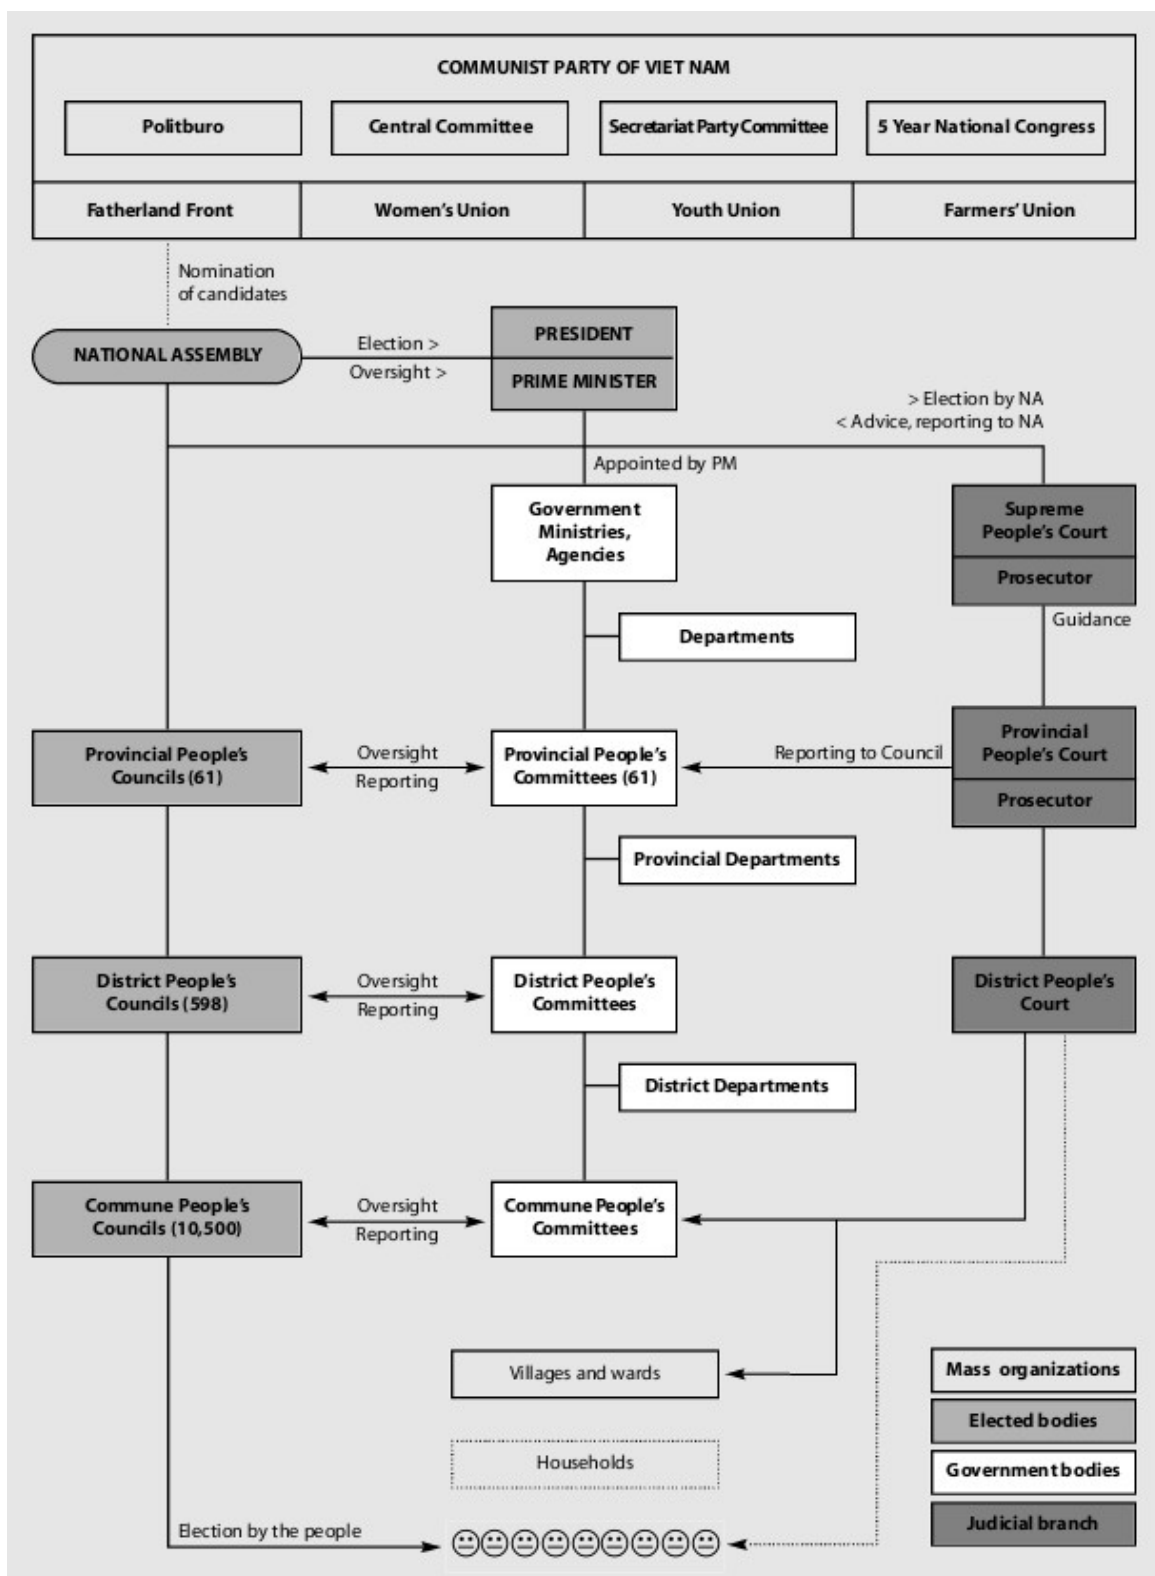 COMMUNIST PARTY OF VIET NAM
Politburo
Central Committee
Secretariat Party Committee
5 Year National Congress
Fatherland Front
Women's Union
Youth Union
Farmers' Union
Nomination
of candidates
NATIONAL ASSEMBLY
Election >
Oversight >
PRESIDENT
PRIME MINISTER
> Election by NA
< Advice, reporting to NA
Appointed by PM
Government
Ministries,
Agencies
Supreme
People's Court
Prosecutor
Guidance
Departments
Provincial People's
Councils (61)
Oversight
Reporting
Provincial People's
Committees (61)
Reporting to Council
Provincial
People's Court
Prosecutor
Provincial Departments
District People's
Councils (598)
Oversight
Reporting
District People's
Committees
District People's
Court
District Departments
Commune People's
Councils (10,500)
Oversight
Reporting
Commune People's
Committees
Villages and wards
Households
Election by the people
Mass organizations
Elected bodies
Government bodies
Judicial branch